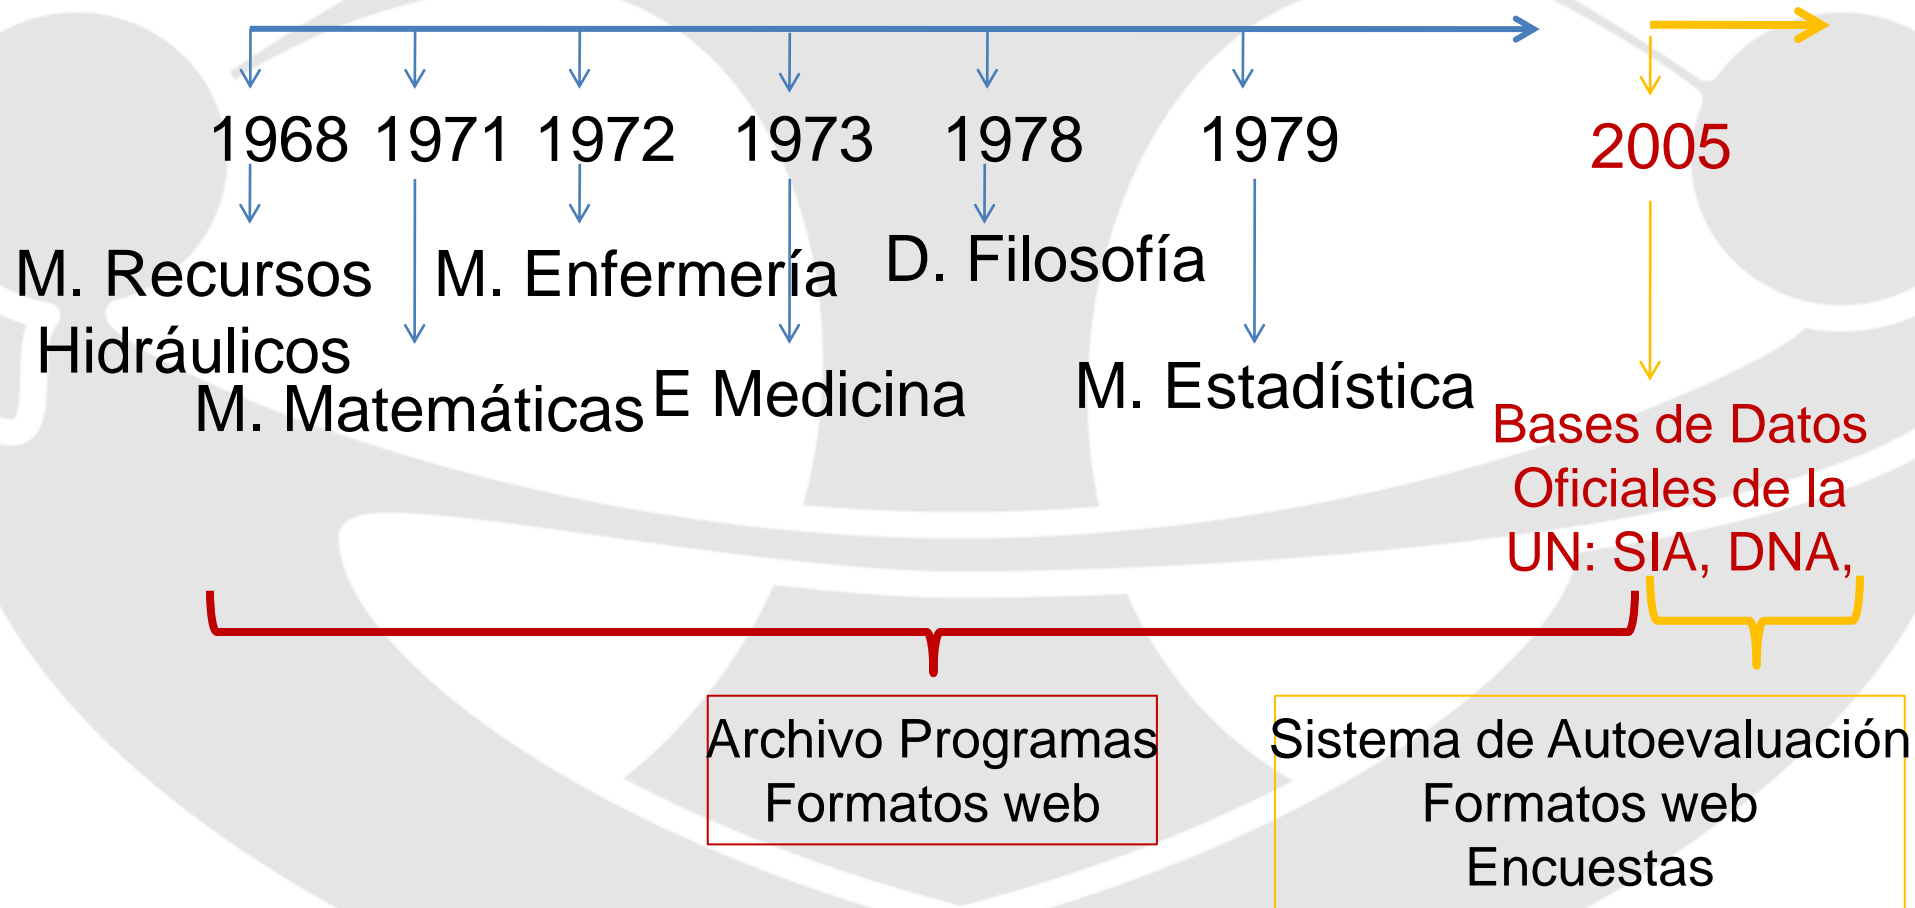 1968 1971 1972 1973 1978 1979 2005
M. Recursos
Hidráulicos
M. Matemáticas
M. Enfermería
E Medicina
D. Filosofía
M. Estadística
Bases de Datos
Oficiales de la
UN: SIA, DNA,
Archivo Programas
Formatos web
Sistema de Autoevaluación
Formatos web
Encuestas